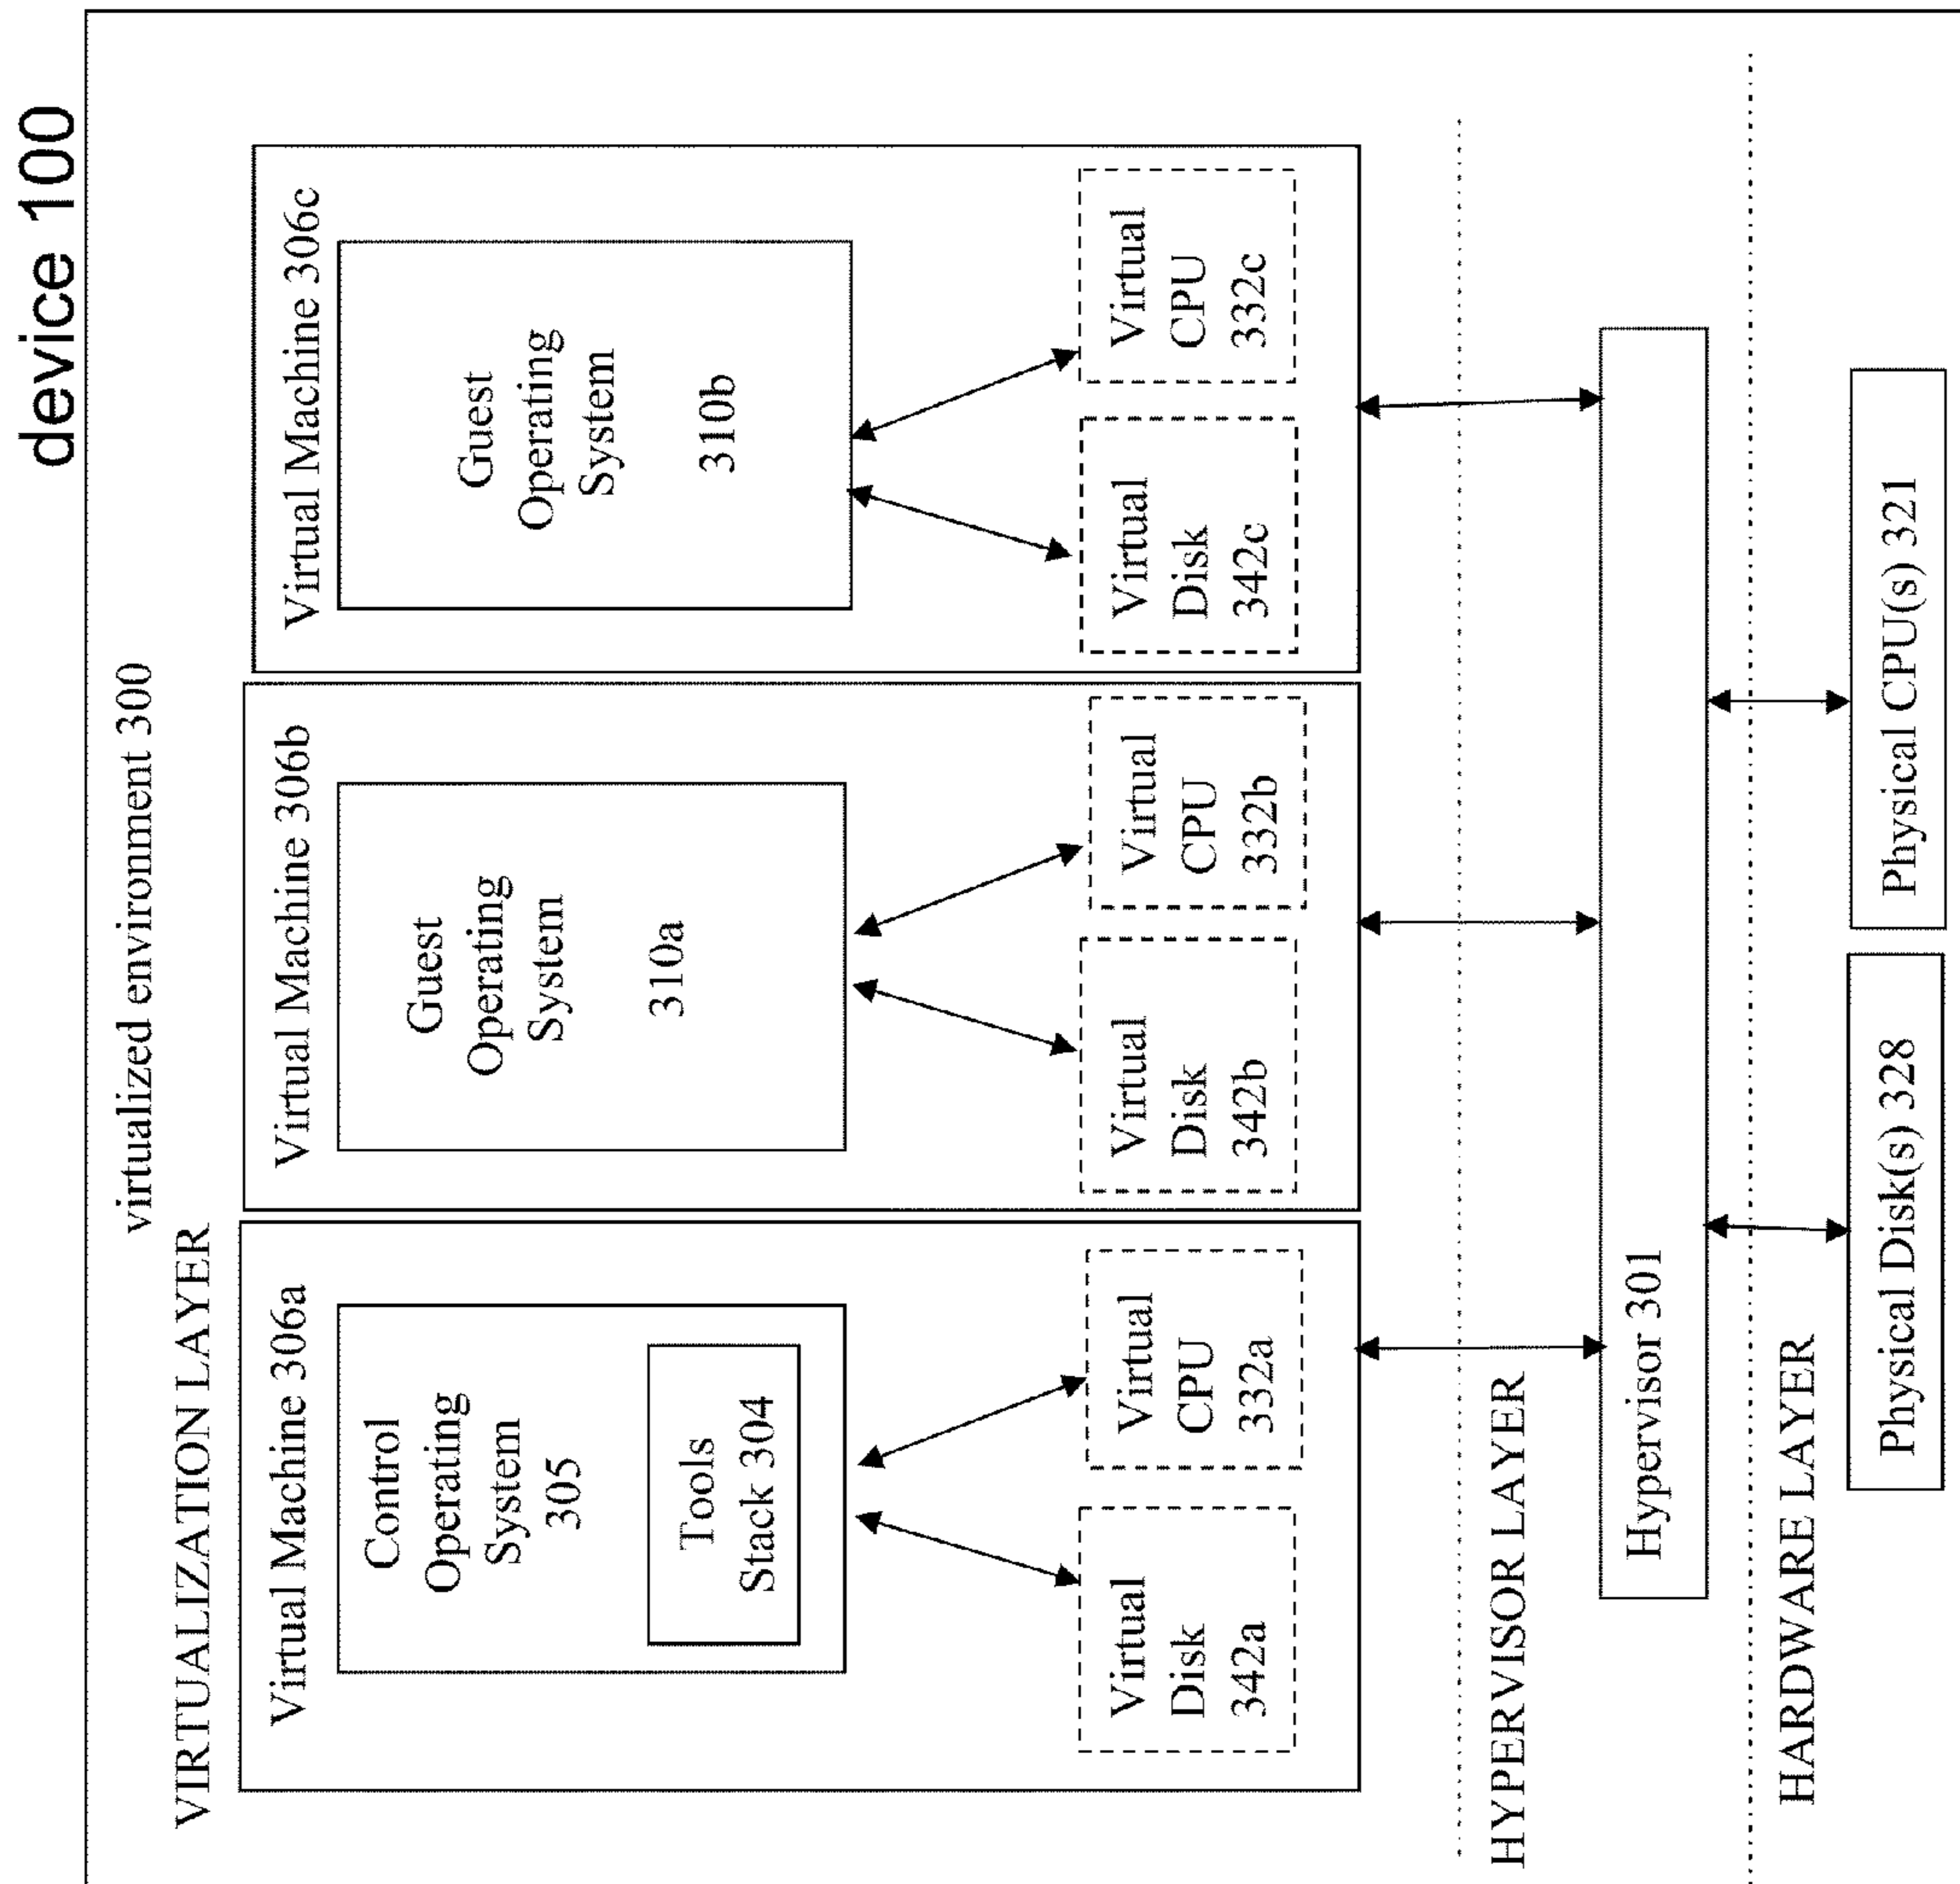 device 100
virtualized environment 300
VIRTUALIZATION LAYER
Virtual Machine 306a
Control
Operating
System
305
Tools
Stack 304
Virtual
Disk
342a
Virtual
CPU
332a
Virtual Machine 306b
Guest
Operating
System
310a
Virtual
Disk
342b
Virtual
CPU
332b
Virtual Machine 306c
Guest
Operating
System
310b
Virtual
Disk
342c
Virtual
CPU
332c
HYPERVISOR LAYER
Hypervisor 301
HARDWARE LAYER
Physical Disk(s) 328
Physical CPU(s) 321